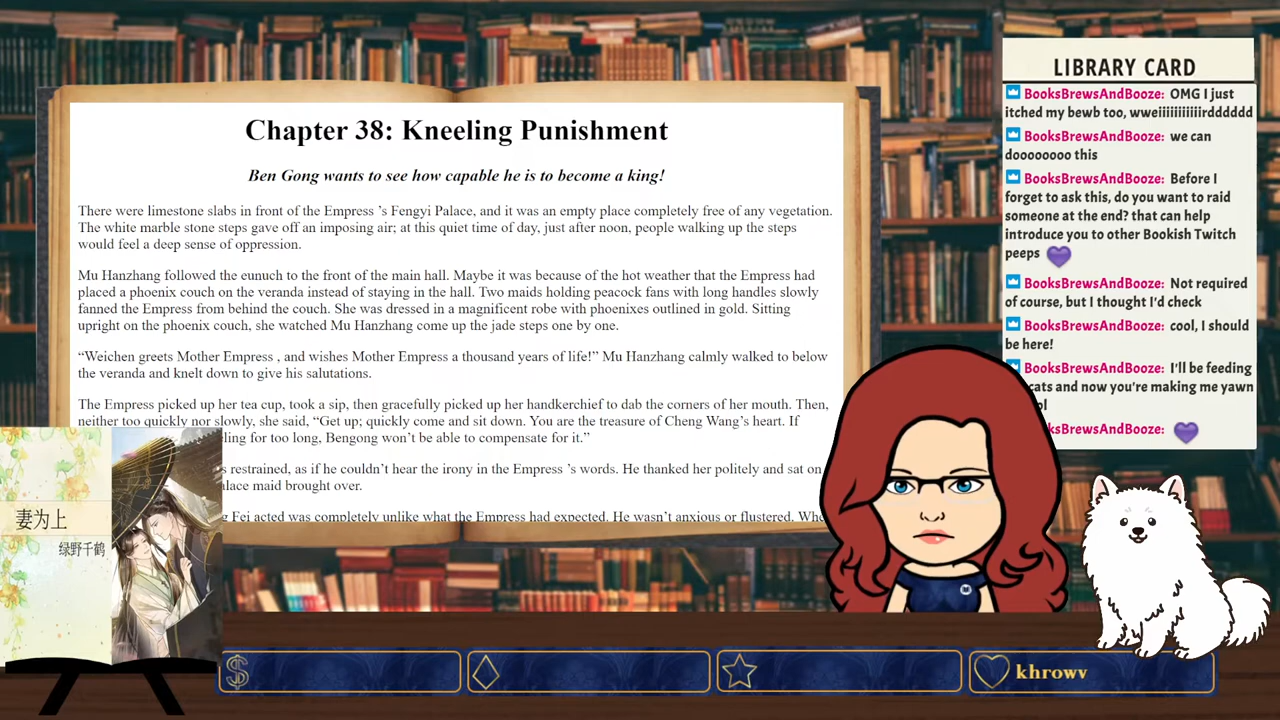 Chapter 38: Kneeling Punishment
Ben Gong wants to see how capable he is to become a king!
There were limestone slabs in front of the Empress 's Fengyi Palace, and it was an empty place completely free of any vegetation.
The white marble stone steps gave off an imposing air; at this quiet time of day, just after noon, people walking up the steps
would feel a deep sense of oppression.
Mu Hanzhang followed the eunuch to the front of the main hall. Maybe it was because of the hot weather that the Empress had
placed a phoenix couch on the veranda instead of staying in the hall. Two maids holding peacock fans with long handles slowly
fanned the Empress from behind the couch. She was dressed in a magnificent robe with phoenixes outlined in gold. Sitting
upright on the phoenix couch, she watched Mu Hanzhang come up the jade steps one by one.
“Weichen greets Mother Empress , and wishes Mother Empress a thousand years of life!” Mu Hanzhang calmly walked to below
the veranda and knelt down to give his salutations.
The Empress picked up her tea cup, took a sip, then gracefully picked up her handkerchief to dab the corners of her mouth. Then,
neither too quickly nor slowly, she said, “Get up; quickly come and sit down. You are the treasure of Cheng Wang’s heart. If
ling for too long, Bengong won’t be able to compensate for it.”
s restrained, as if he couldn’t hear the irony in the Empress ’s words. He thanked her politely and sat on
alace maid brought over.
g Fei acted was completely unlike what the Empress had expected. He wasn’t anxious or flustered. Whe
妻为上
绿野千鹤
LIBRARY CARD
BooksBrewsAndBooze: OMG I just
itched my bewb too, wweiiiiiiiiiiirdddddd
BooksBrewsAndBooze: we can
dooooooo this
BooksBrewsAndBooze: Before I
forget to ask this, do you want to raid
someone at the end? that can help
introduce you to other Bookish Twitch
peeps
BooksBrewsAndBooze: Not required
of course, but I thought I'd check
BooksBrewsAndBooze: cool, I should
be here!
BooksBrewsAndBooze: I'll be feeding
cats and now you're making me yawn
ol
oksBrewsAndBooze:
khrowv